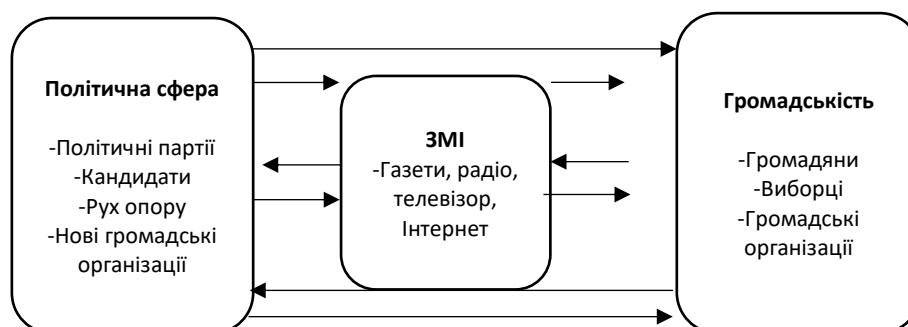 Політична сфера
-Політичні партії
-Кандидати
-Рух опору
-Нові громадські
організації
ЗМІ
-Газети, радіо,
телевізор,
Інтернет
Громадськість
-Громадяни
-Виборці
-Громадські
організації